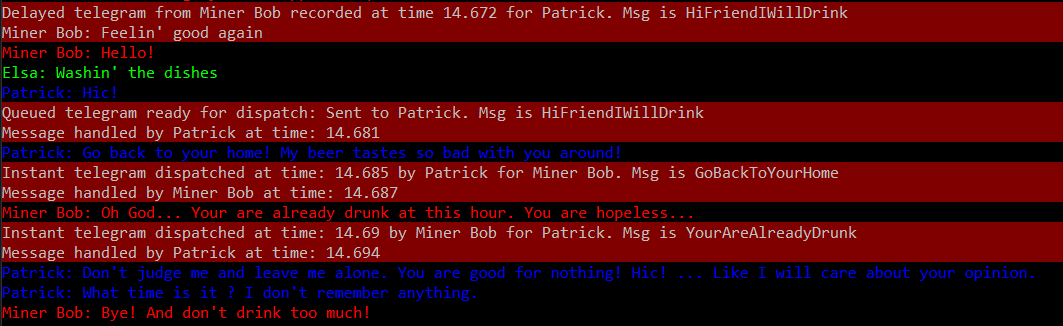 Delayed telegram from Miner Bob recorded at time 14.672 for Patrick. Msg is HiFriendIWillDrink
Miner Bob: Feelin' good again
Miner Bob: Hello!
Elsa: Washin' the dishes
Patrick: Hic!
Queued telegram ready for dispatch: Sent to Patrick. Msg is HiFriendIWillDrink
Message handled by Patrick at time: 14.681
Patrick: Go back to your home! My beer tastes so bad with you around!
Instant telegram dispatched at time: 14.685 by Patrick for Miner Bob. Msg is GoBackToYourHome
Message handled by Miner Bob at time: 14.687
Miner Bob: Oh God... Your are already drunk at this hour. You are hopeless...
Instant telegram dispatched at time: 14.69 by Miner Bob for Patrick. Msg is YourAreAlreadyDrunk
Message handled by Patrick at time: 14.694
Patrick: Don't judge me and leave me alone. You are good for nothing! Hic! ... Like I will care about your opinion.
Patrick: What time is it ? I don't remember anything.
Miner Bob: Bye! And don't drink too much!